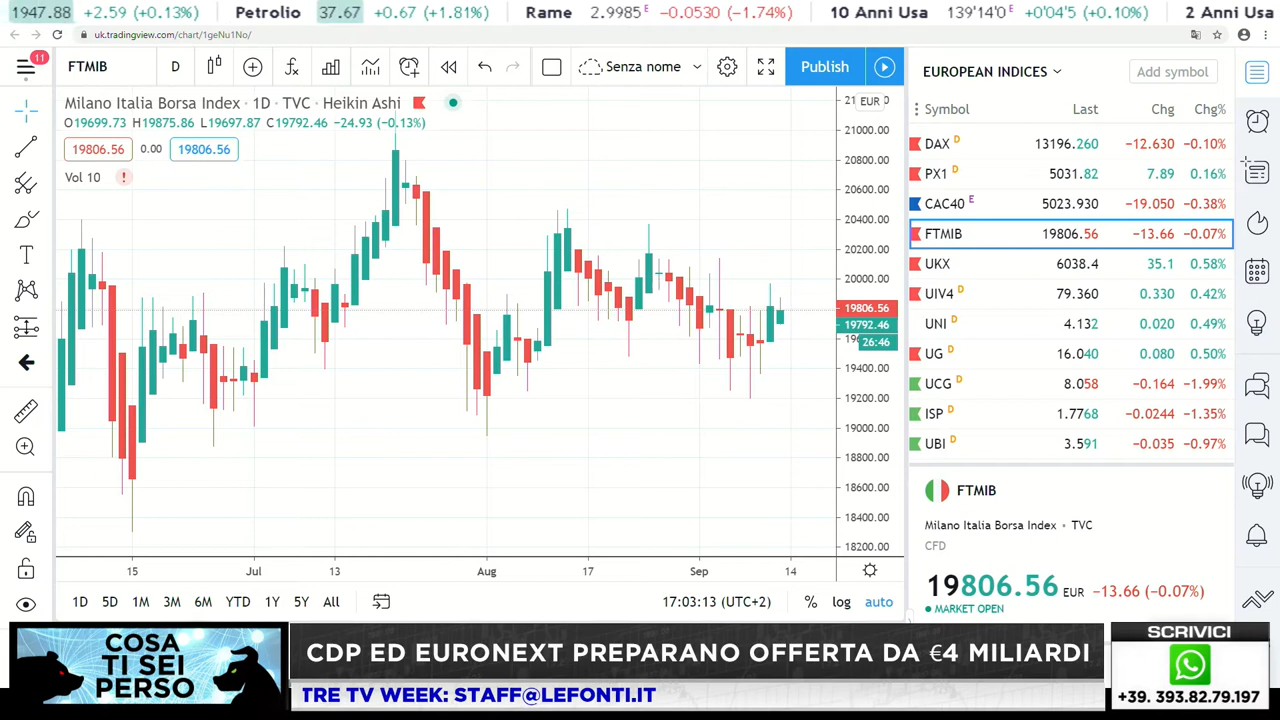 1947.88 +2.59 (+0.13%) Petrolio 37.67 +0.67 (+1.81%) Rame 2.9985 E −0.0530 (−1.74%) 10 Anni Usa 139'14'0 E +0'04'5 (+0.10%) 2 Anni Usa
uk.tradingview.com/chart/1geNu1No/
11
FTMIB D Senza nome Publish
EUROPEAN INDICES Add symbol
Milano Italia Borsa Index · 1D · TVC · Heikin Ashi
O19699.73 H19875.86 L19697.87 C19792.46 −24.93 (−0.13%)
19806.56 0.00 19806.56
Vol 10 !
EUR
21000.00
20800.00
20600.00
20400.00
20200.00
20000.00
19806.56
19792.46
26:46
19400.00
19200.00
19000.00
18800.00
18600.00
18400.00
18200.00
15 Jul 13 Aug 17 Sep 14
1D 5D 1M 3M 6M YTD 1Y 5Y All 17:03:13 (UTC+2) % log auto
Symbol Last Chg Chg%
DAX D 13196.260 −12.630 −0.10%
PX1 D 5031.82 7.89 0.16%
CAC40 E 5023.930 −19.050 −0.38%
FTMIB 19806.56 −13.66 −0.07%
UKX 6038.4 35.1 0.58%
UIV4 D 79.360 0.330 0.42%
UNI D 4.132 0.020 0.49%
UG D 16.040 0.080 0.50%
UCG D 8.058 −0.164 −1.99%
ISP D 1.7768 −0.0244 −1.35%
UBI D 3.591 −0.035 −0.97%
FTMIB
Milano Italia Borsa Index • TVC
CFD
19806.56 EUR −13.66 (−0.07%)
MARKET OPEN
COSA
TI SEI
PERSO
CDP ED EURONEXT PREPARANO OFFERTA DA €4 MILIARDI
TRE TV WEEK: STAFF@LEFONTI.IT
SCRIVICI
+39. 393.82.79.197